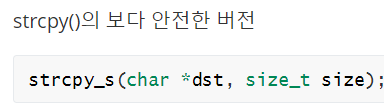 strcpy()의 보다 안전한 버전
strcpy_s(char *dst, size_t size);